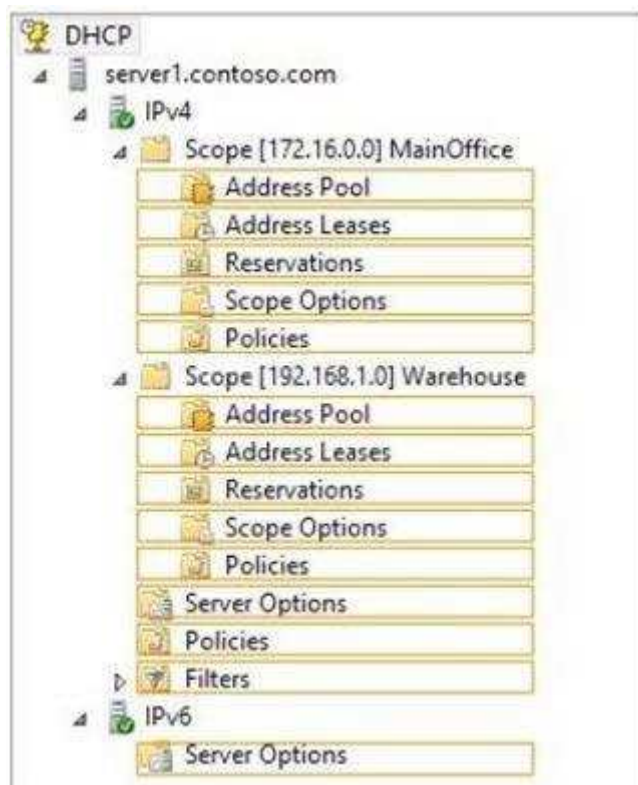 DHCP
server1.contoso.com
IPv4
Scope [172.16.0.0] MainOffice
Address Pool
Address Leases
Reservations
Scope Options
Policies
Scope [192.168.1.0] Warehouse
Address Pool
Address Leases
Reservations
Scope Options
Policies
Server Options
Policies
Filters
IPv6
Server Options